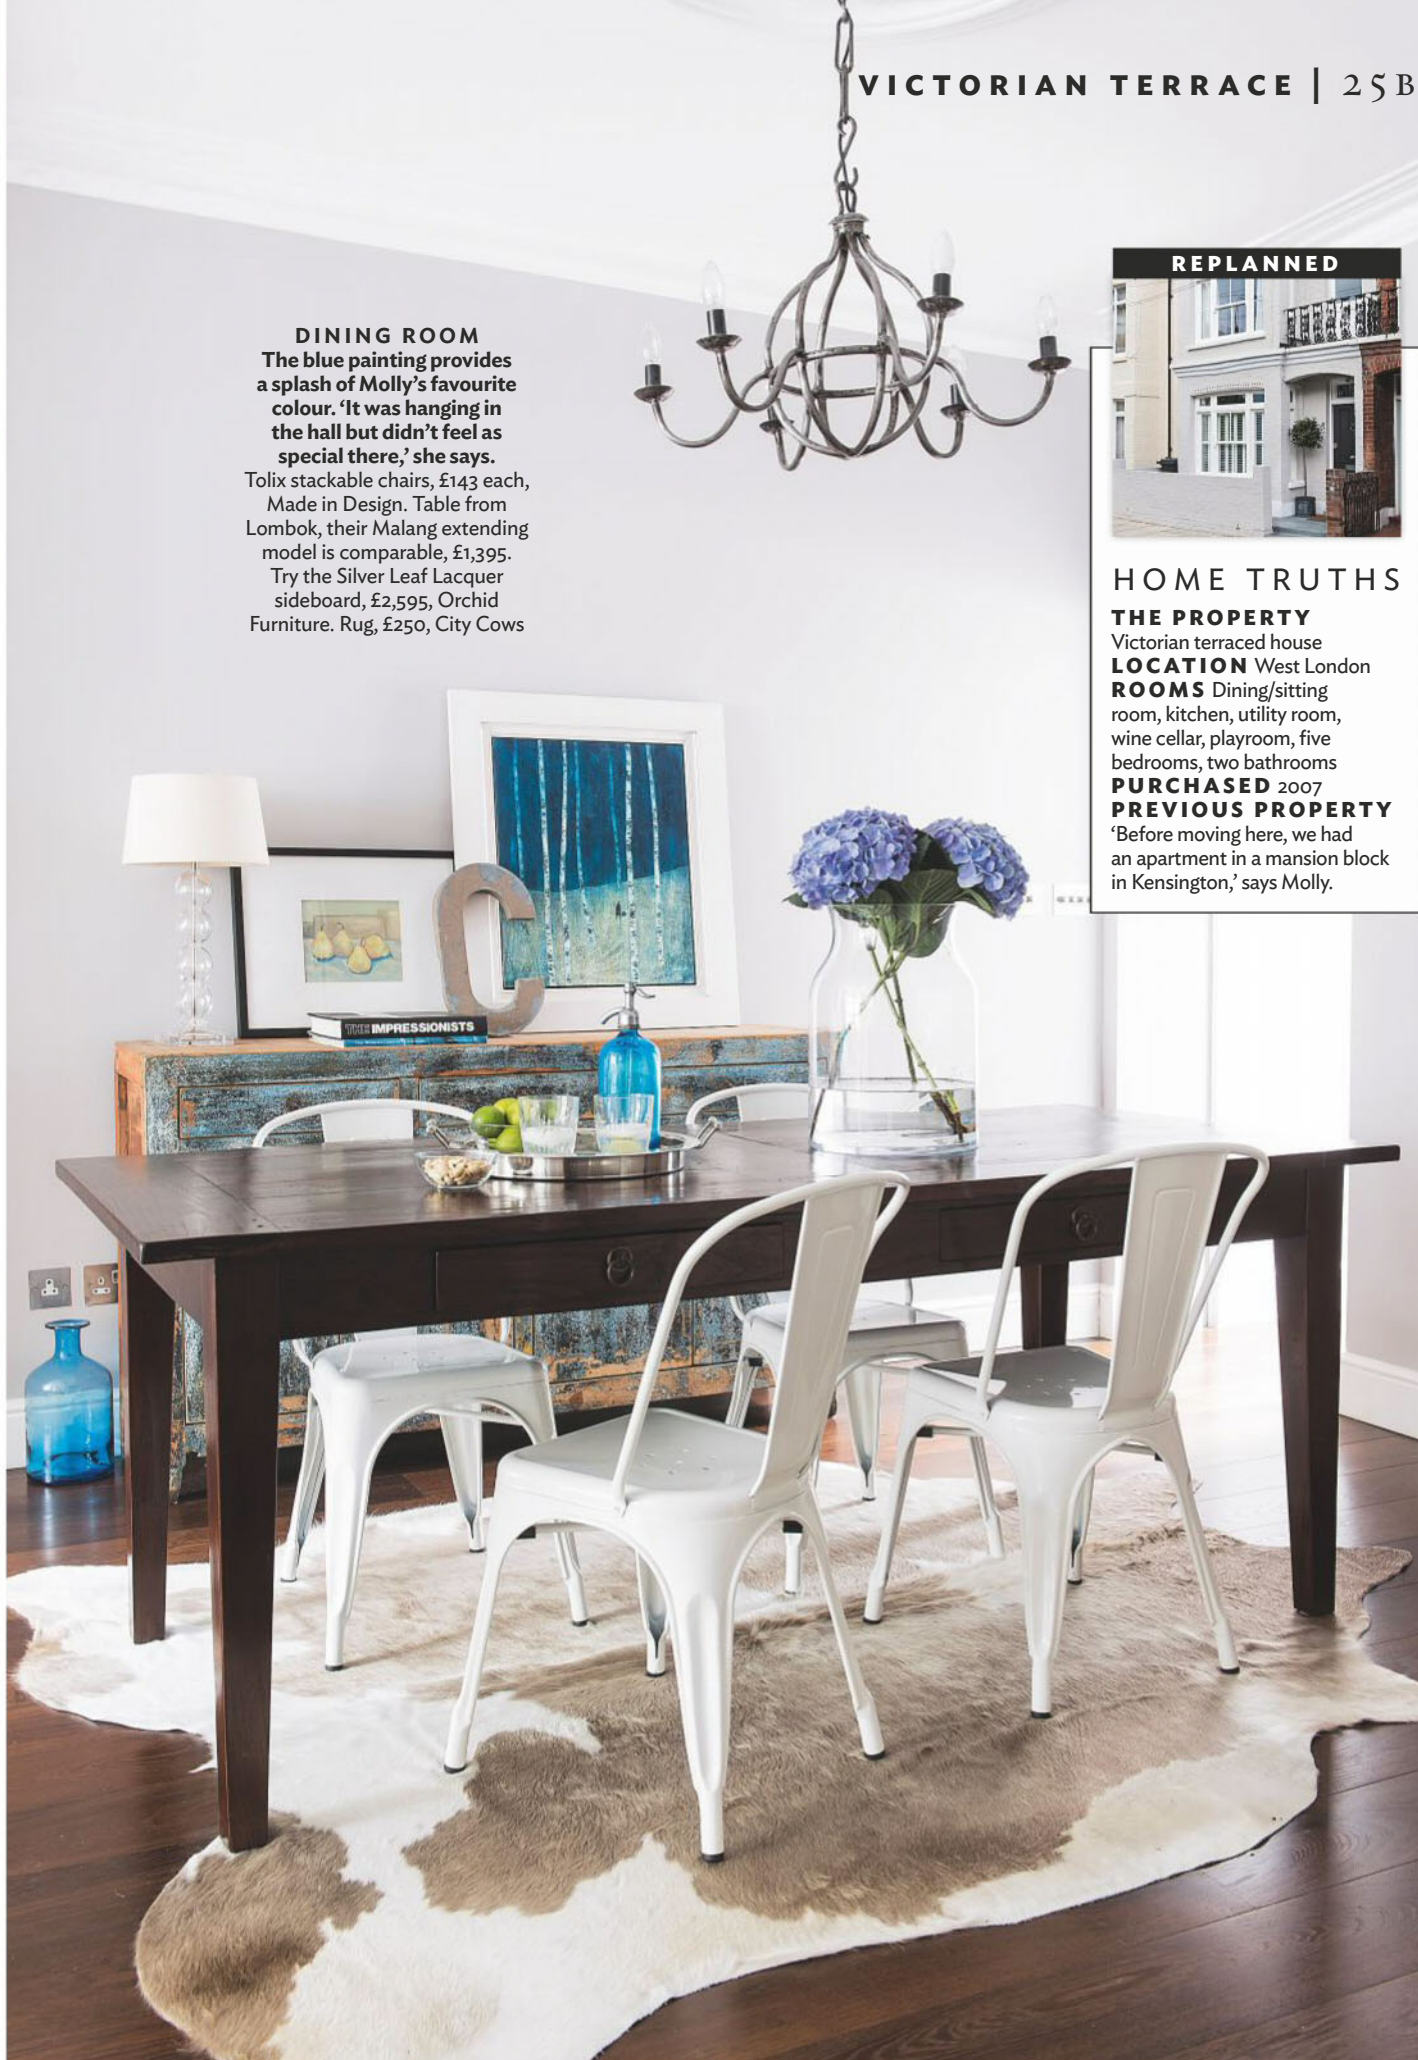 VICTORIAN TERRACE | 25B
DINING ROOM
The blue painting provides
a splash of Molly’s favourite
colour. ‘It was hanging in
the hall but didn’t feel as
special there,’ she says.
Tolix stackable chairs, £143 each,
Made in Design. Table from
Lombok, their Malang extending
model is comparable, £1,395.
Try the Silver Leaf Lacquer
sideboard, £2,595, Orchid
Furniture. Rug, £250, City Cows
REPLANNED
HOME TRUTHS
THE PROPERTY
Victorian terraced house
LOCATION West London
ROOMS Dining/sitting
room, kitchen, utility room,
wine cellar, playroom, five
bedrooms, two bathrooms
PURCHASED 2007
PREVIOUS PROPERTY
‘Before moving here, we had
an apartment in a mansion block
in Kensington,’ says Molly.
C
THE IMPRESSIONISTS